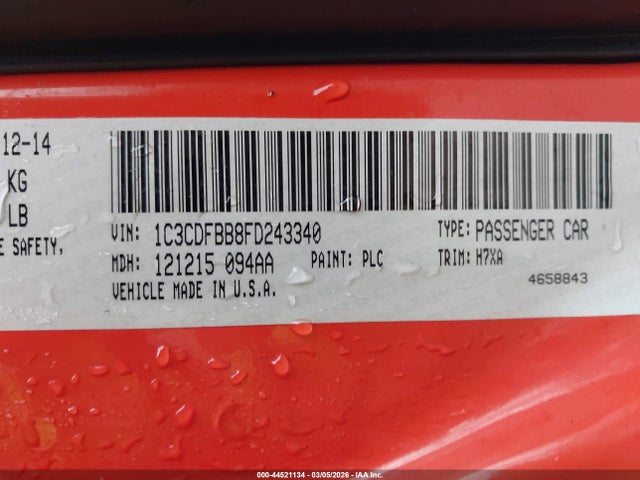 12-14
KG
LB
E SAFETY,
VIN: 1C3CDFBB8FD243340
TYPE: PASSENGER CAR
MDH: 121215 094AA
PAINT: PLC
TRIM: H7XA
VEHICLE MADE IN U.S.A.
4658843
000-44521134 - 03/05/2026 - IAA Inc.